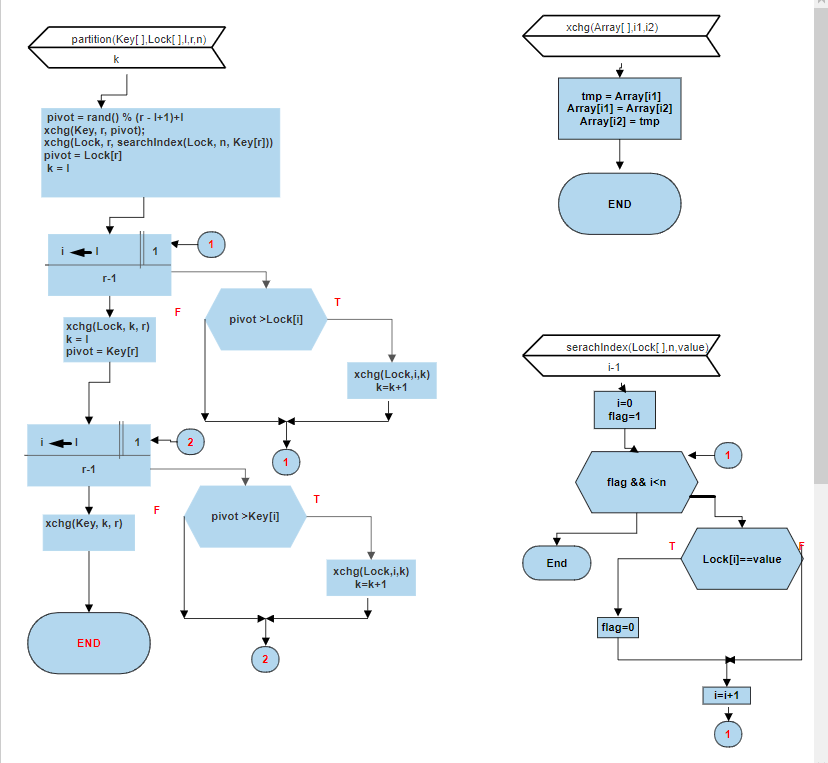 partition(Key[ ],Lock[ ],l,r,n)
k
pivot = rand() % (r - l+1)+l
xchg(Key, r, pivot);
xchg(Lock, r, searchIndex(Lock, n, Key[r]))
pivot = Lock[r]
k = l
i l 1
r-1
1
F
pivot >Lock[i]
T
xchg(Lock, k, r)
k = l
pivot = Key[r]
xchg(Lock,i,k)
k=k+1
1
i l 1
r-1
2
F
pivot >Key[i]
T
xchg(Key, k, r)
xchg(Lock,i,k)
k=k+1
2
END
xchg(Array[ ],i1,i2)
tmp = Array[i1]
Array[i1] = Array[i2]
Array[i2] = tmp
END
serachIndex(Lock[ ],n,value)
i-1
i=0
flag=1
flag && i<n
1
End
T
Lock[i]==value
F
flag=0
i=i+1
1